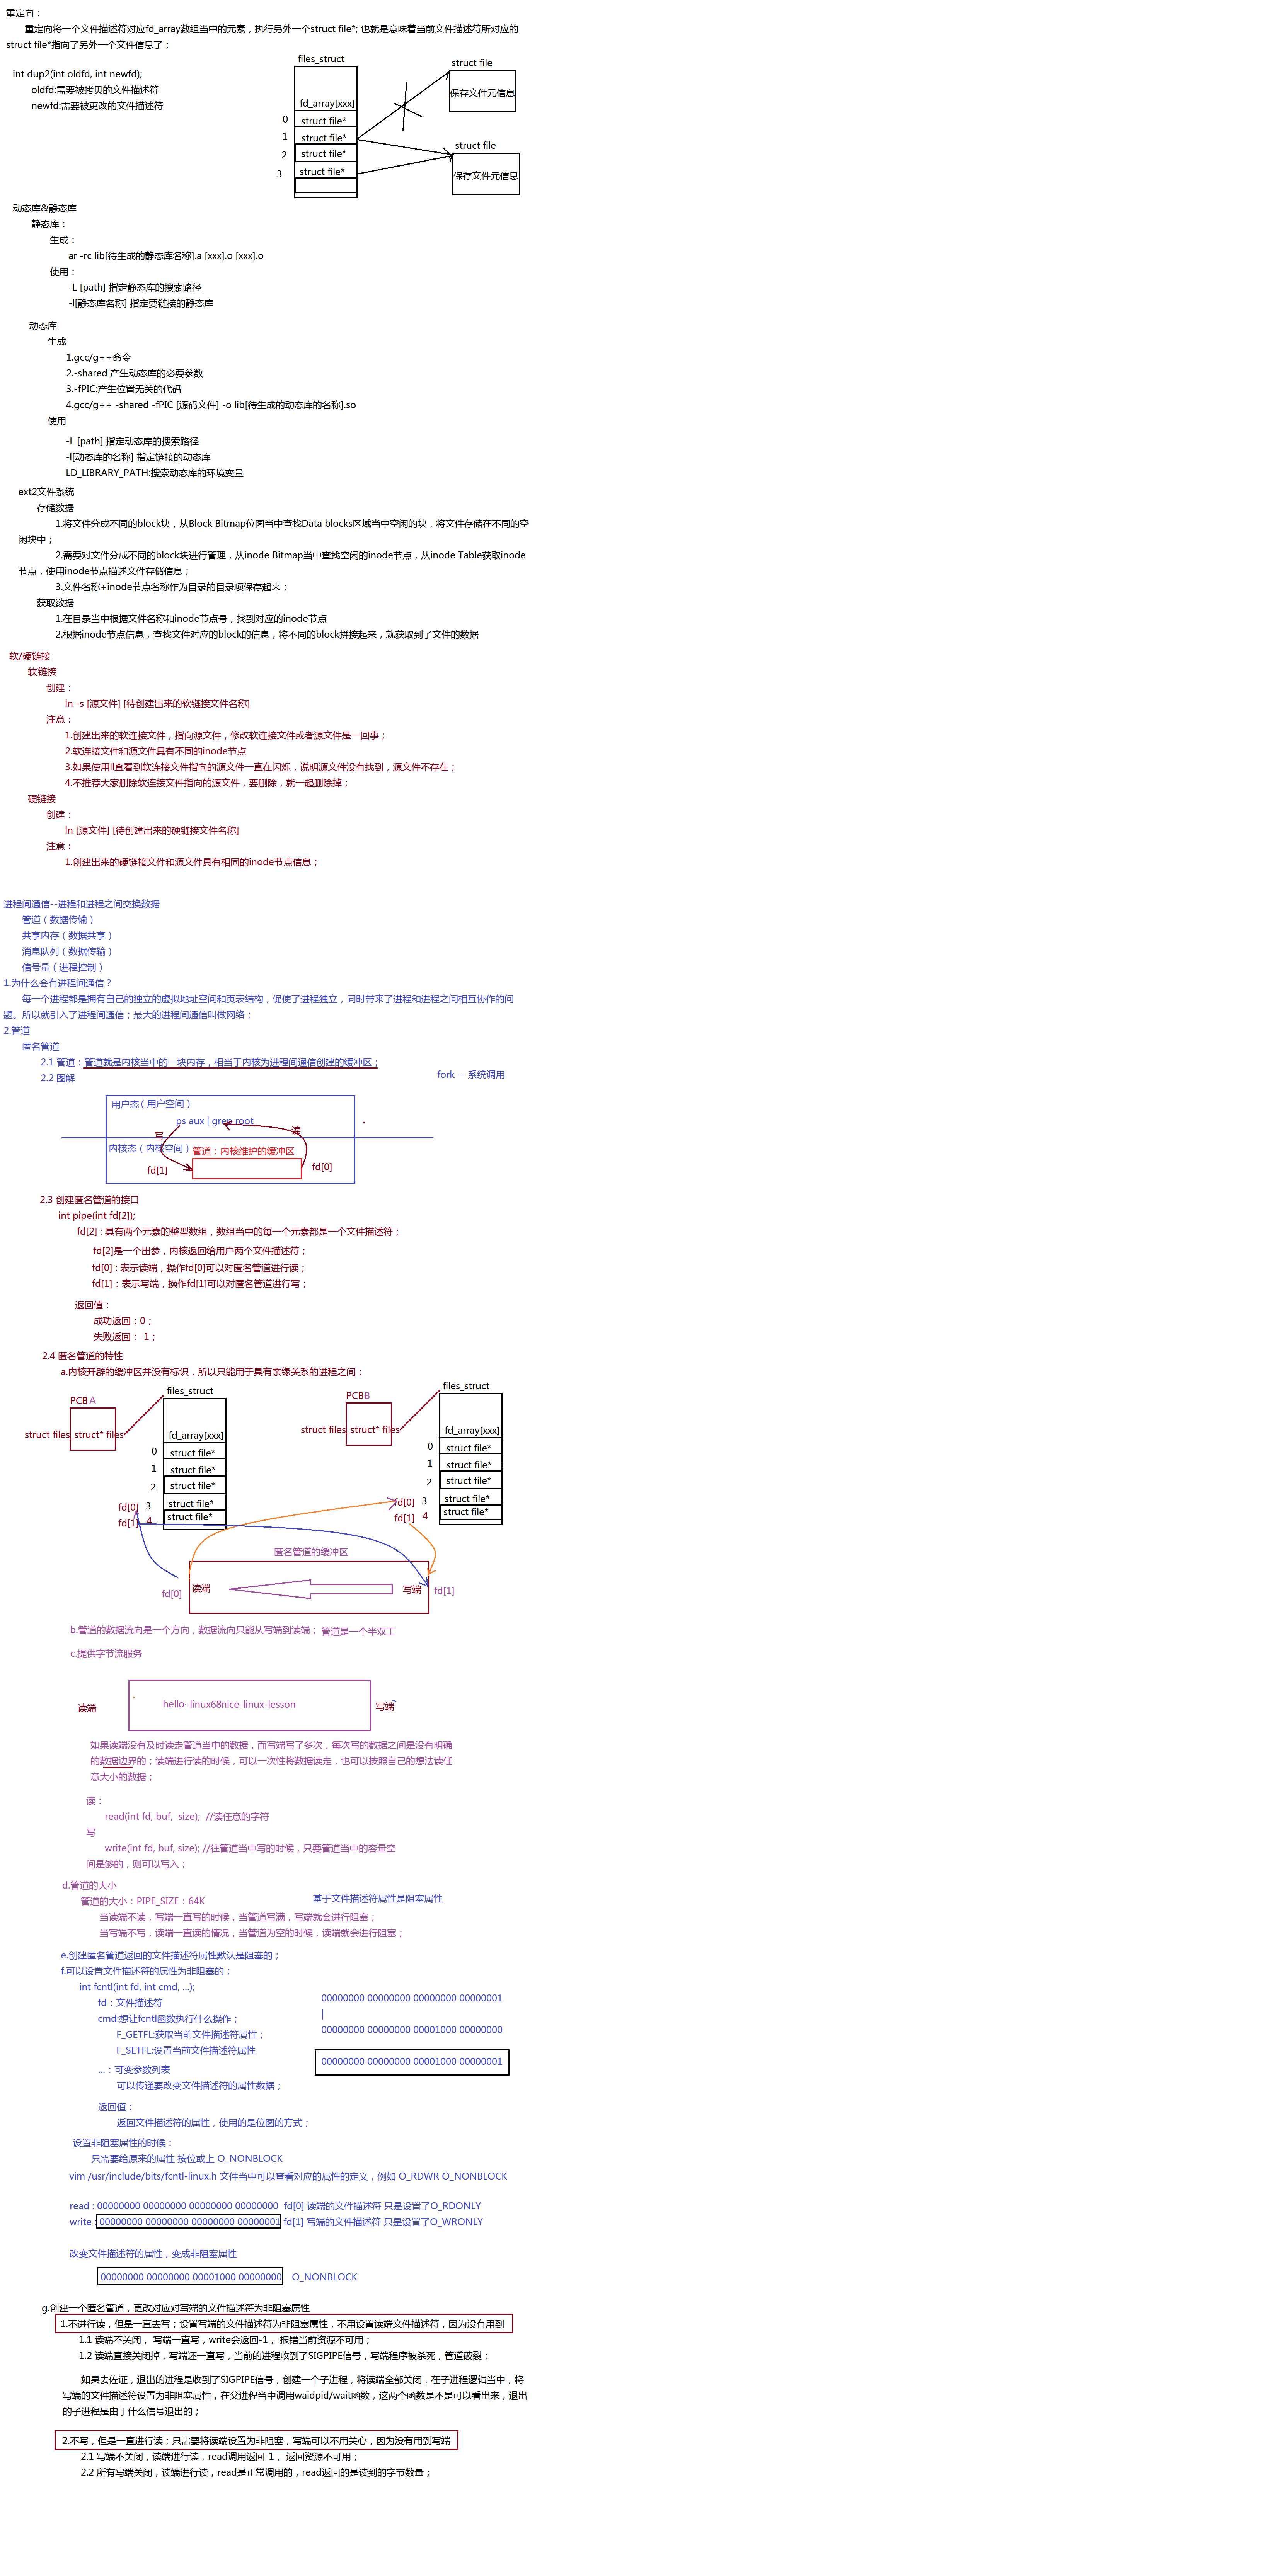 重定向：
重定向将一个文件描述符对应fd_array数组当中的元素，执行另外一个struct file*; 也就是意味着当前文件描述符所对应的
struct file*指向了另外一个文件信息了；
int dup2(int oldfd, int newfd);
oldfd:需要被拷贝的文件描述符
newfd:需要被更改的文件描述符
files_struct
fd_array[xxx]
0 struct file*
1 struct file*
2 struct file*
3 struct file*
struct file
保存文件元信息
struct file
保存文件元信息
动态库&静态库
静态库：
生成：
ar -rc lib[待生成的静态库名称].a [xxx].o [xxx].o
使用：
-L [path] 指定静态库的搜索路径
-l[静态库名称] 指定要链接的静态库
动态库
生成
1.gcc/g++命令
2.-shared 产生动态库的必要参数
3.-fPIC:产生位置无关的代码
4.gcc/g++ -shared -fPIC [源码文件] -o lib[待生成的动态库的名称].so
使用
-L [path] 指定动态库的搜索路径
-l[动态库的名称] 指定链接的动态库
LD_LIBRARY_PATH:搜索动态库的环境变量
ext2文件系统
存储数据
1.将文件分成不同的block块，从Block Bitmap位图当中查找Data blocks区域当中空闲的块，将文件存储在不同的空
闲块中；
2.需要对文件分成不同的block块进行管理，从inode Bitmap当中查找空闲的inode节点，从inode Table获取inode
节点，使用inode节点描述文件存储信息；
3.文件名称+inode节点名称作为目录的目录项保存起来；
获取数据
1.在目录当中根据文件名称和inode节点号，找到对应的inode节点
2.根据inode节点信息，查找文件对应的block的信息，将不同的block拼接起来，就获取到了文件的数据
软/硬链接
软链接
创建：
ln -s [源文件] [待创建出来的软链接文件名称]
注意：
1.创建出来的软连接文件，指向源文件，修改软连接文件或者源文件是一回事；
2.软连接文件和源文件具有不同的inode节点
3.如果使用ll查看到软连接文件指向的源文件一直在闪烁，说明源文件没有找到，源文件不存在；
4.不推荐大家删除软连接文件指向的源文件，要删除，就一起删除掉；
硬链接
创建：
ln [源文件] [待创建出来的硬链接文件名称]
注意：
1.创建出来的硬链接文件和源文件具有相同的inode节点信息；
进程间通信--进程和进程之间交换数据
管道（数据传输）
共享内存（数据共享）
消息队列（数据传输）
信号量（进程控制）
1.为什么会有进程间通信？
每一个进程都是拥有自己的独立的虚拟地址空间和页表结构，促使了进程独立，同时带来了进程和进程之间相互协作的问
题。所以就引入了进程间通信；最大的进程间通信叫做网络；
2.管道
匿名管道
2.1 管道：管道就是内核当中的一块内存，相当于内核为进程间通信创建的缓冲区；
2.2 图解
fork -- 系统调用
用户态（用户空间）
ps aux | grep root
写
读
内核态（内核空间）
管道：内核维护的缓冲区
fd[1]
fd[0]
2.3 创建匿名管道的接口
int pipe(int fd[2]);
fd[2] : 具有两个元素的整型数组，数组当中的每一个元素都是一个文件描述符；
fd[2]是一个出参，内核返回给用户两个文件描述符；
fd[0] : 表示读端，操作fd[0]可以对匿名管道进行读；
fd[1]：表示写端，操作fd[1]可以对匿名管道进行写；
返回值：
成功返回：0；
失败返回：-1；
2.4 匿名管道的特性
a.内核开辟的缓冲区并没有标识，所以只能用于具有亲缘关系的进程之间；
PCB A
struct files_struct* files
files_struct
fd_array[xxx]
0 struct file*
1 struct file*
2 struct file*
fd[0] 3 struct file*
fd[1] 4 struct file*
PCB B
struct files_struct* files
files_struct
fd_array[xxx]
0 struct file*
1 struct file*
2 struct file*
fd[0] 3 struct file*
fd[1] 4 struct file*
匿名管道的缓冲区
fd[0]
读端
写端
fd[1]
b.管道的数据流向是一个方向，数据流向只能从写端到读端； 管道是一个半双工
c.提供字节流服务
读端
hello -linux68nice-linux-lesson
写端
如果读端没有及时读走管道当中的数据，而写端写了多次，每次写的数据之间是没有明确
的数据边界的；读端进行读的时候，可以一次性将数据读走，也可以按照自己的想法读任
意大小的数据；
读：
read(int fd, buf, size); //读任意的字符
写
write(int fd, buf, size); //往管道当中写的时候，只要管道当中的容量空
间是够的，则可以写入；
d.管道的大小
管道的大小：PIPE_SIZE：64K
基于文件描述符属性是阻塞属性
当读端不读，写端一直写的时候，当管道写满，写端就会进行阻塞；
当写端不写，读端一直读的情况，当管道为空的时候，读端就会进行阻塞；
e.创建匿名管道返回的文件描述符属性默认是阻塞的；
f.可以设置文件描述符的属性为非阻塞的；
int fcntl(int fd, int cmd, ...);
fd：文件描述符
cmd:想让fcntl函数执行什么操作；
F_GETFL:获取当前文件描述符属性；
F_SETFL:设置当前文件描述符属性
...：可变参数列表
可以传递要改变文件描述符的属性数据；
00000000 00000000 00000000 00000001
|
00000000 00000000 00001000 00000000
00000000 00000000 00001000 00000001
返回值：
返回文件描述符的属性，使用的是位图的方式；
设置非阻塞属性的时候：
只需要给原来的属性 按位或上 O_NONBLOCK
vim /usr/include/bits/fcntl-linux.h 文件当中可以查看对应的属性的定义，例如 O_RDWR O_NONBLOCK
read : 00000000 00000000 00000000 00000000 fd[0] 读端的文件描述符 只是设置了O_RDONLY
write : 00000000 00000000 00000000 00000001 fd[1] 写端的文件描述符 只是设置了O_WRONLY
改变文件描述符的属性，变成非阻塞属性
00000000 00000000 00001000 00000000 O_NONBLOCK
g.创建一个匿名管道，更改对应对写端的文件描述符为非阻塞属性
1.不进行读，但是一直去写；设置写端的文件描述符为非阻塞属性，不用设置读端文件描述符，因为没有用到
1.1 读端不关闭， 写端一直写，write会返回-1， 报错当前资源不可用；
1.2 读端直接关闭掉，写端还一直写，当前的进程收到了SIGPIPE信号，写端程序被杀死，管道破裂；
如果去佐证，退出的进程是收到了SIGPIPE信号，创建一个子进程，将读端全部关闭，在子进程逻辑当中，将
写端的文件描述符设置为非阻塞属性，在父进程当中调用waidpid/wait函数，这两个函数是不是可以看出来，退出
的子进程是由于什么信号退出的；
2.不写，但是一直进行读；只需要将读端设置为非阻塞，写端可以不用关心，因为没有用到写端
2.1 写端不关闭，读端进行读，read调用返回-1， 返回资源不可用；
2.2 所有写端关闭，读端进行读，read是正常调用的，read返回的是读到的字节数量；